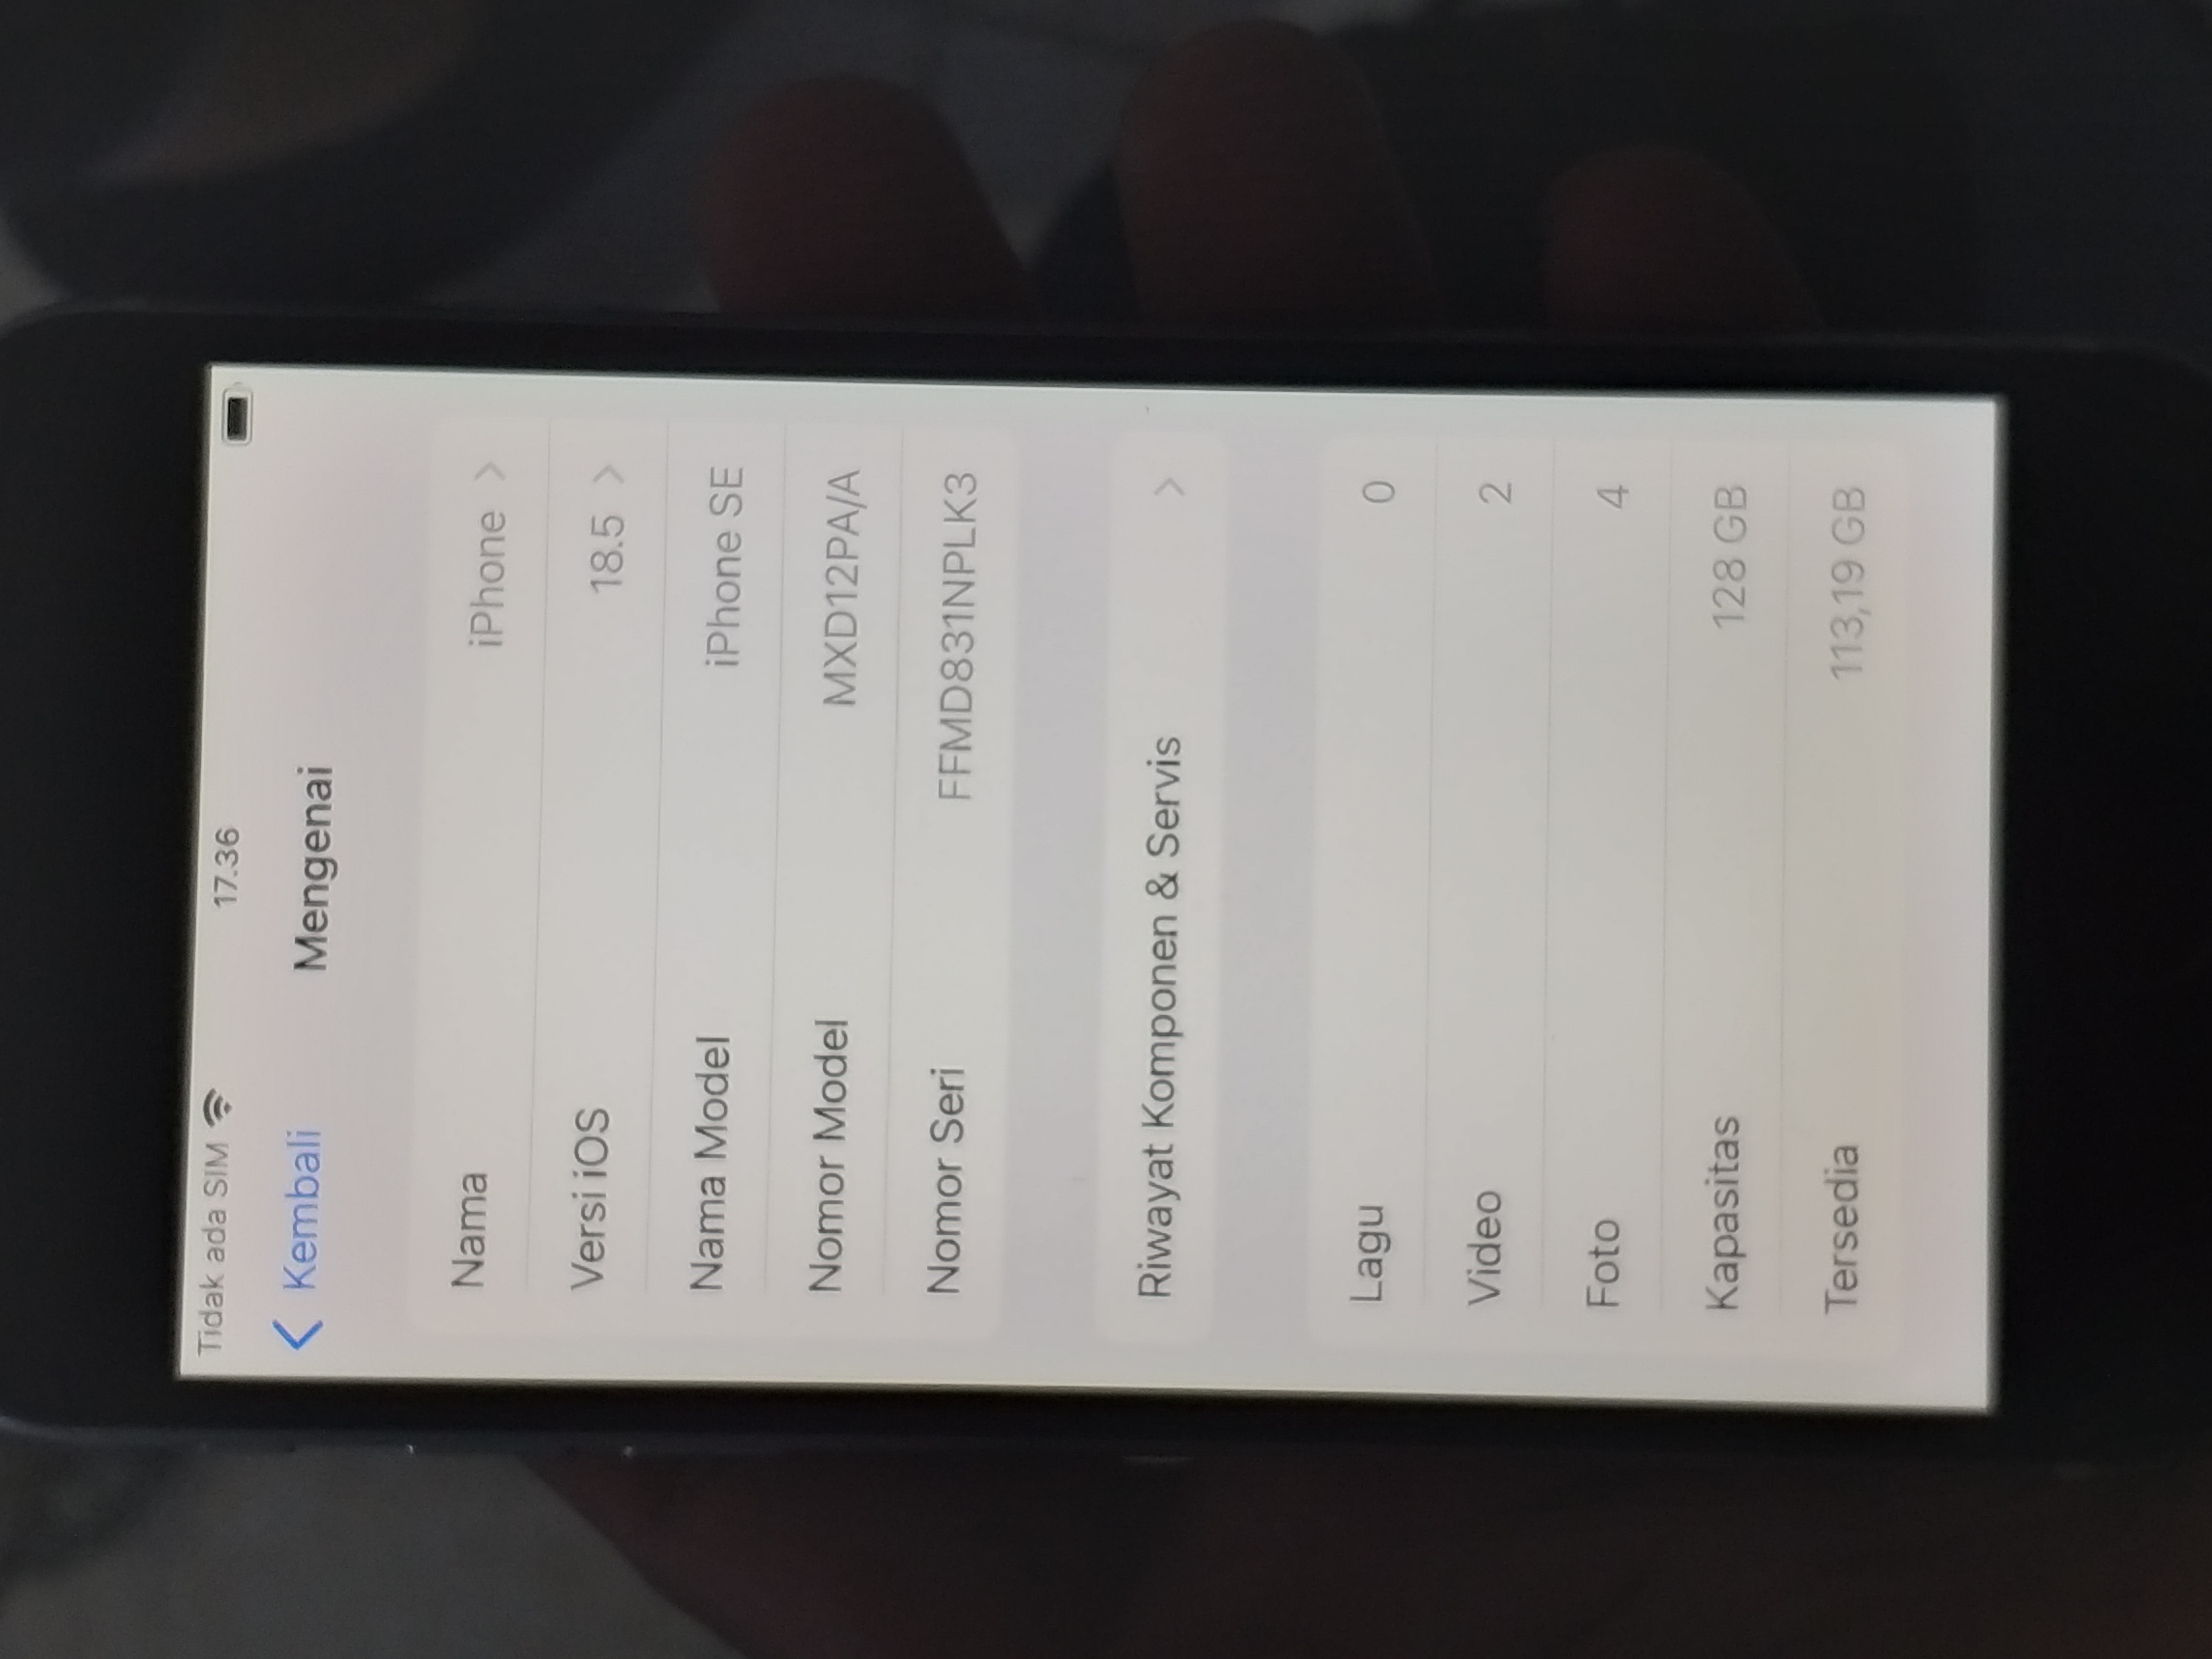 Tidak ada SIM 17.36
Kembali Mengenai
Nama iPhone
Versi iOS 18.5
Nama Model iPhone SE
Nomor Model MXD12PA/A
Nomor Seri FFMD831NPLK3
Riwayat Komponen & Servis
Lagu 0
Video 2
Foto 4
Kapasitas 128 GB
Tersedia 113,19 GB